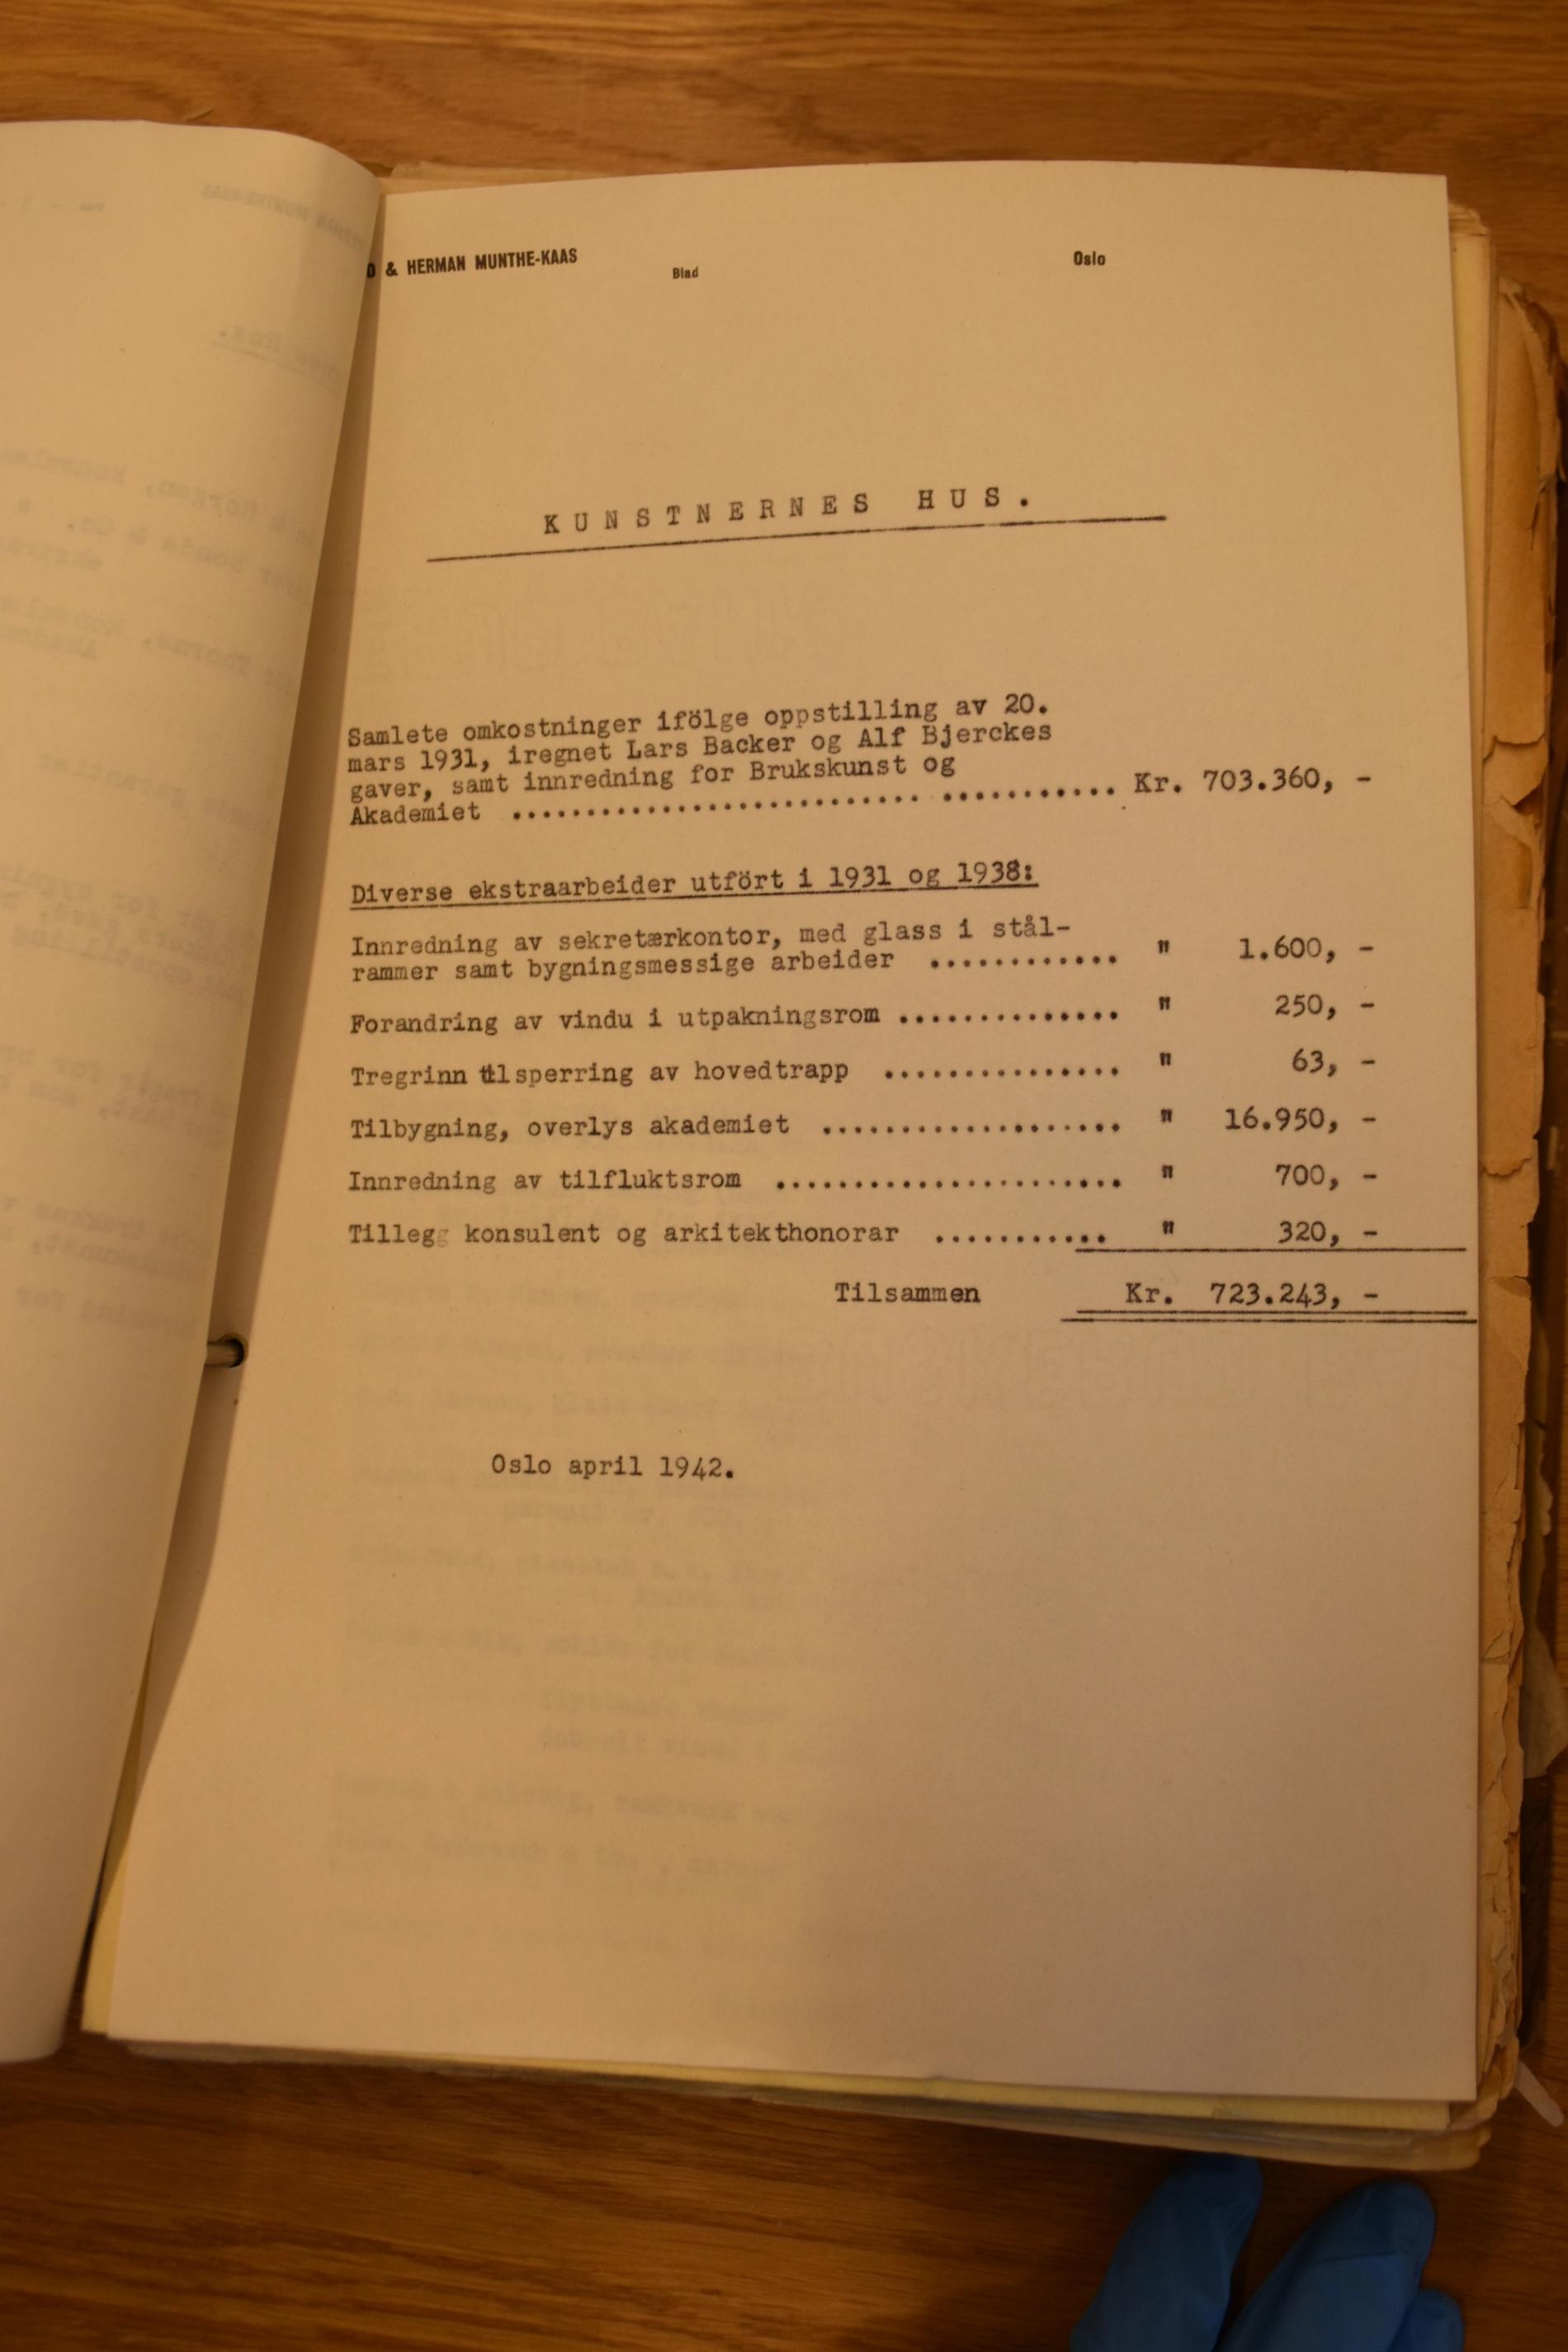 & HERMAN MUNTHE-KAAS
Blad
Oslo
KUNSTNERNES HUS.
Samlete omkostninger ifölge oppstilling av 20.
mars 1931, iregnet Lars Backer og Alf Bjerckes
gaver, samt innredning for Brukskunst og
Akademiet ....................................... Kr. 703.360, -
Diverse ekstraarbeider utfört i 1931 og 1938:
Innredning av sekretærkontor, med glass i stål-
rammer samt bygningsmessige arbeider ............ " 1.600, -
Forandring av vindu i utpakningsrom .............. " 250, -
Tregrinn tilsperring av hovedtrapp ............... " 63, -
Tilbygning, overlys akademiet ................... " 16.950, -
Innredning av tilfluktsrom ...................... " 700, -
Tillegg konsulent og arkitekthonorar ........... " 320, -
Tilsammen Kr. 723.243, -
Oslo april 1942.